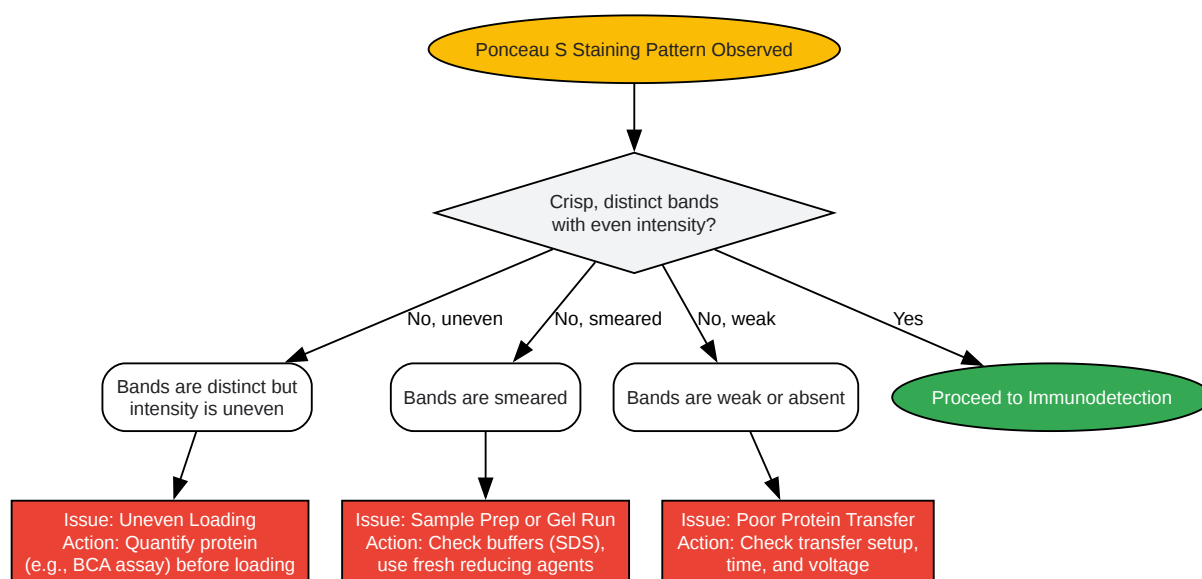 Ponceau S Staining Pattern Observed
Crisp, distinct bands
with even intensity?
No, uneven
No, smeared
No, weak
Yes
Bands are distinct but
intensity is uneven
Bands are smeared
Bands are weak or absent
Proceed to Immunodetection
Issue: Uneven Loading
Action: Quantify protein
(e.g., BCA assay) before loading
Issue: Sample Prep or Gel Run
Action: Check buffers (SDS),
use fresh reducing agents
Issue: Poor Protein Transfer
Action: Check transfer setup,
time, and voltage